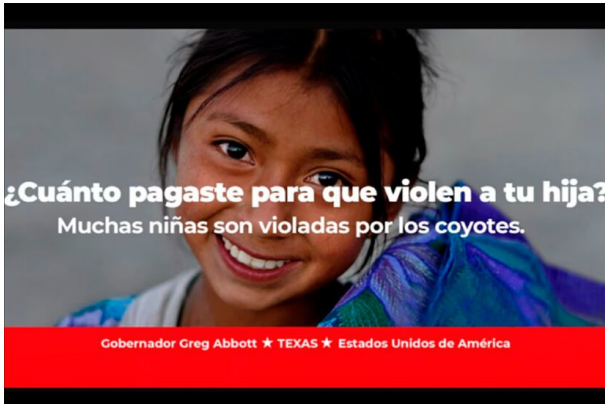 ¿Cuánto pagaste para que violen a tu hija?
Muchas niñas son violadas por los coyotes.
Gobernador Greg Abbott ★ TEXAS ★ Estados Unidos de América